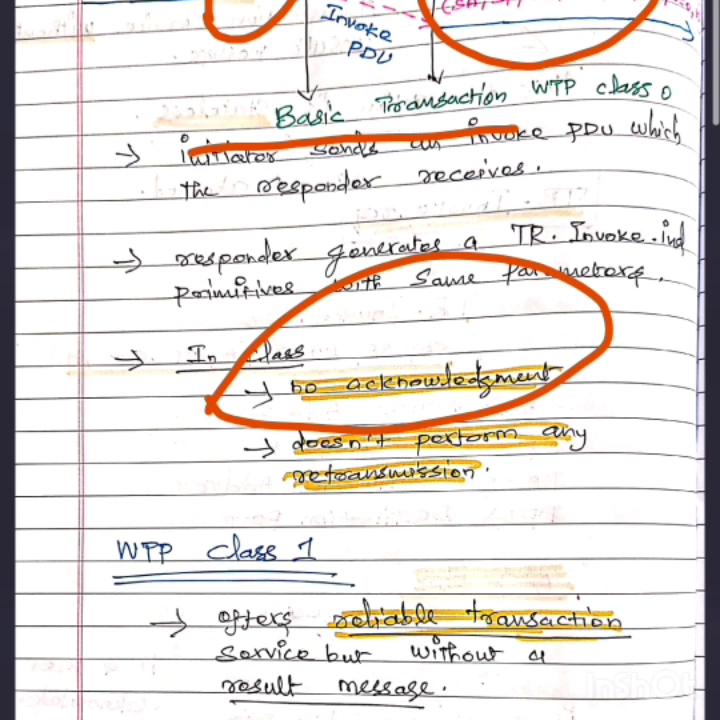 Invoke
PDU
Basic Transaction WTP class 0
→ initiator sends an invoke PDU which
the responder receives.
→ responder generates a TR.Invoke.ind
primitives with same parameters.
→ In class
→ no acknowledgment
→ doesn't perform any
retransmission.
WTP class 1
→ offers reliable transaction
service but without a
result message.
InShOt